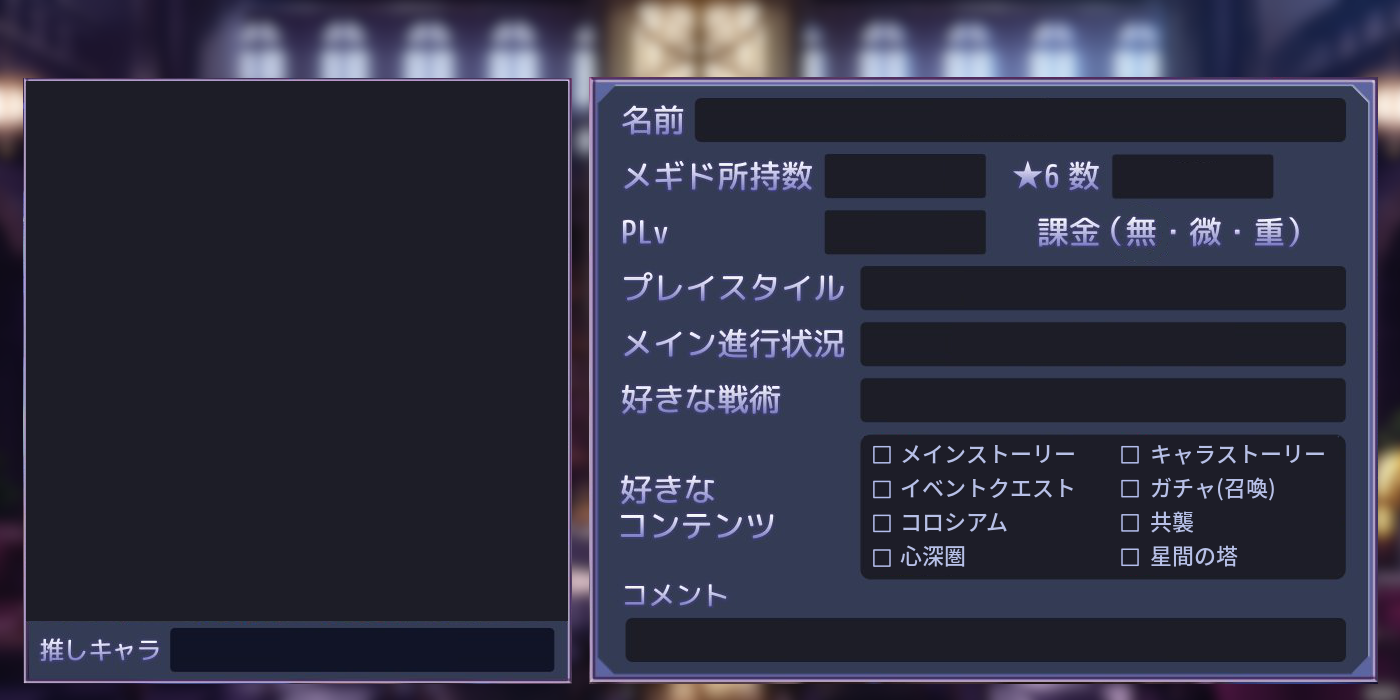 名前
メギド所持数 ★6 数
PLv 課金(無・微・重)
プレイスタイル
メイン進行状況
好きな戦術
好きな
コンテンツ
□ メインストーリー □ キャラストーリー
□ イベントクエスト □ ガチャ(召喚)
□ コロシアム □ 共襲
□ 心深圏 □ 星間の塔
コメント
推しキャラ